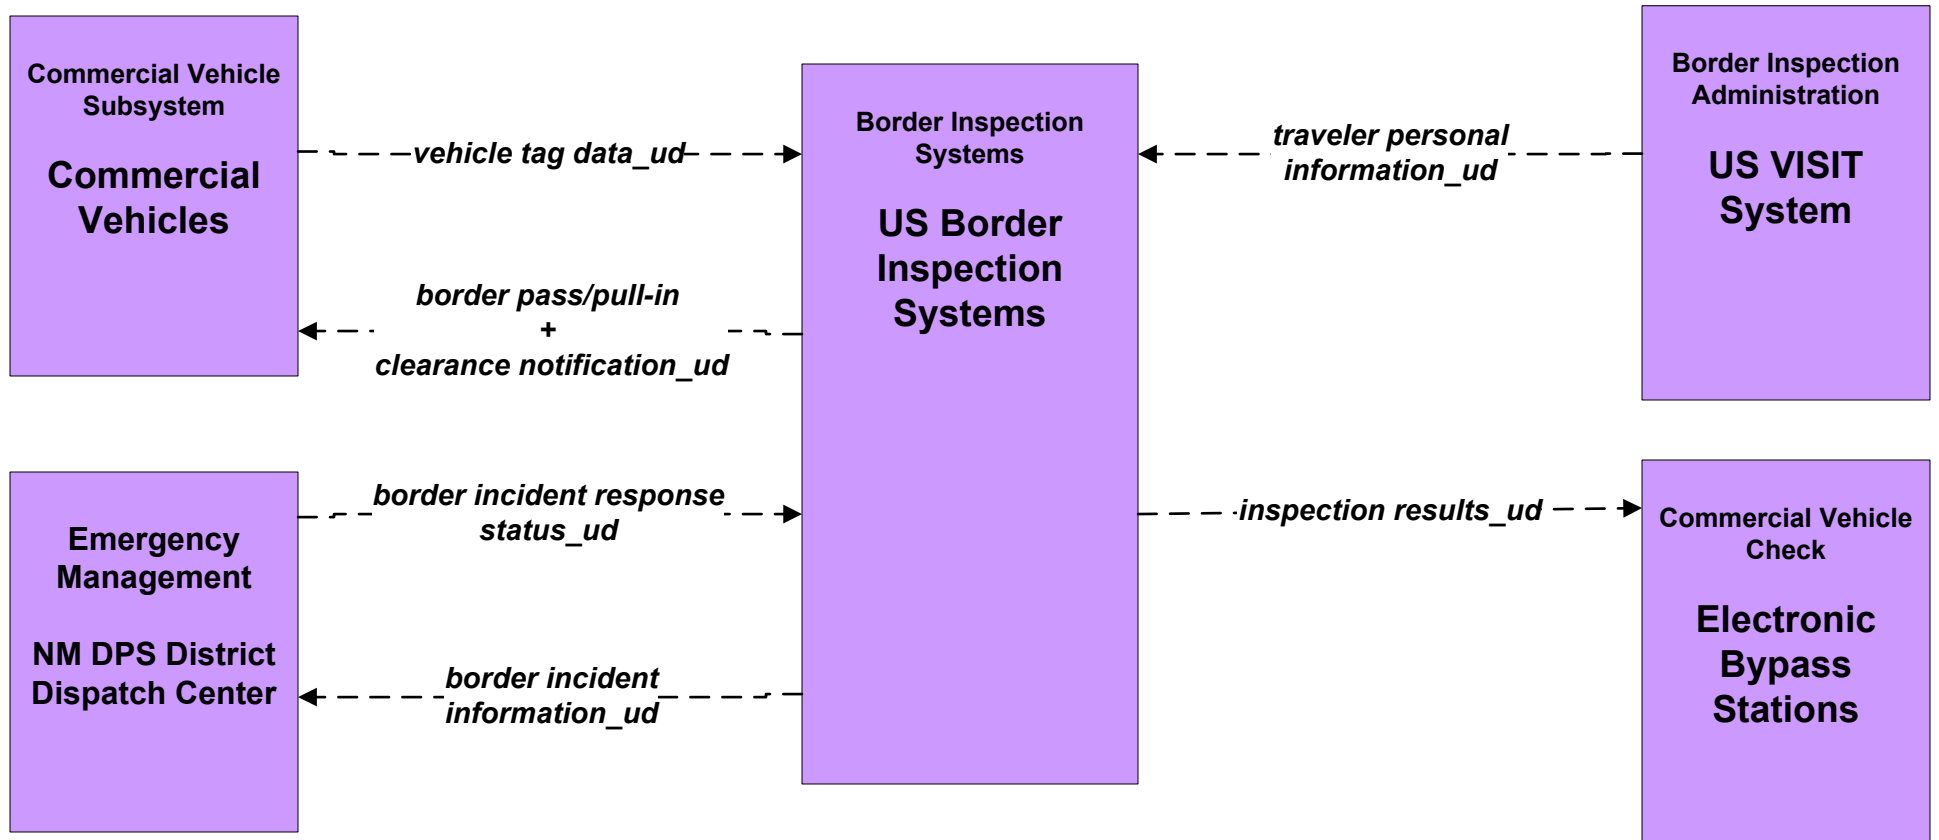 Commercial Vehicle
Subsystem
Commercial
Vehicles
vehicle tag data_ud
border pass/pull-in
+
clearance notification_ud
Border Inspection
Systems
US Border
Inspection
Systems
traveler personal
information_ud
Border Inspection
Administration
US VISIT
System
Emergency
Management
NM DPS District
Dispatch Center
border incident response
status_ud
border incident
information_ud
inspection results_ud
Commercial Vehicle
Check
Electronic
Bypass
Stations